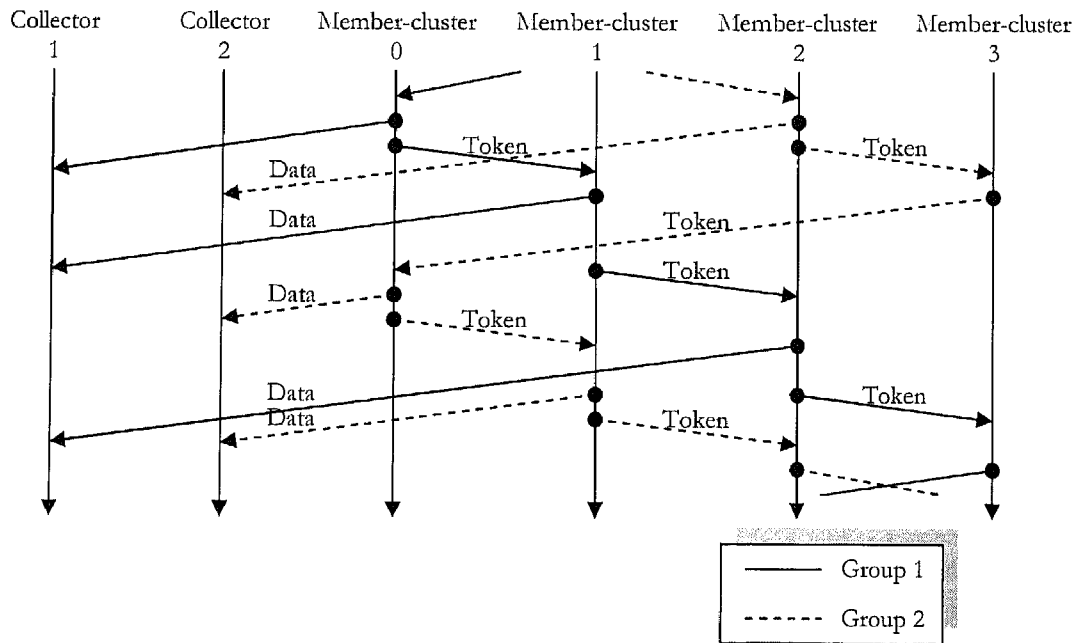 Collector
1
Collector
2
Member-cluster
0
Member-cluster
1
Member-cluster
2
Member-cluster
3
Token
Token
Data
Data
Token
Token
Data
Token
Data
Token
Data
Token
Group 1
Group 2